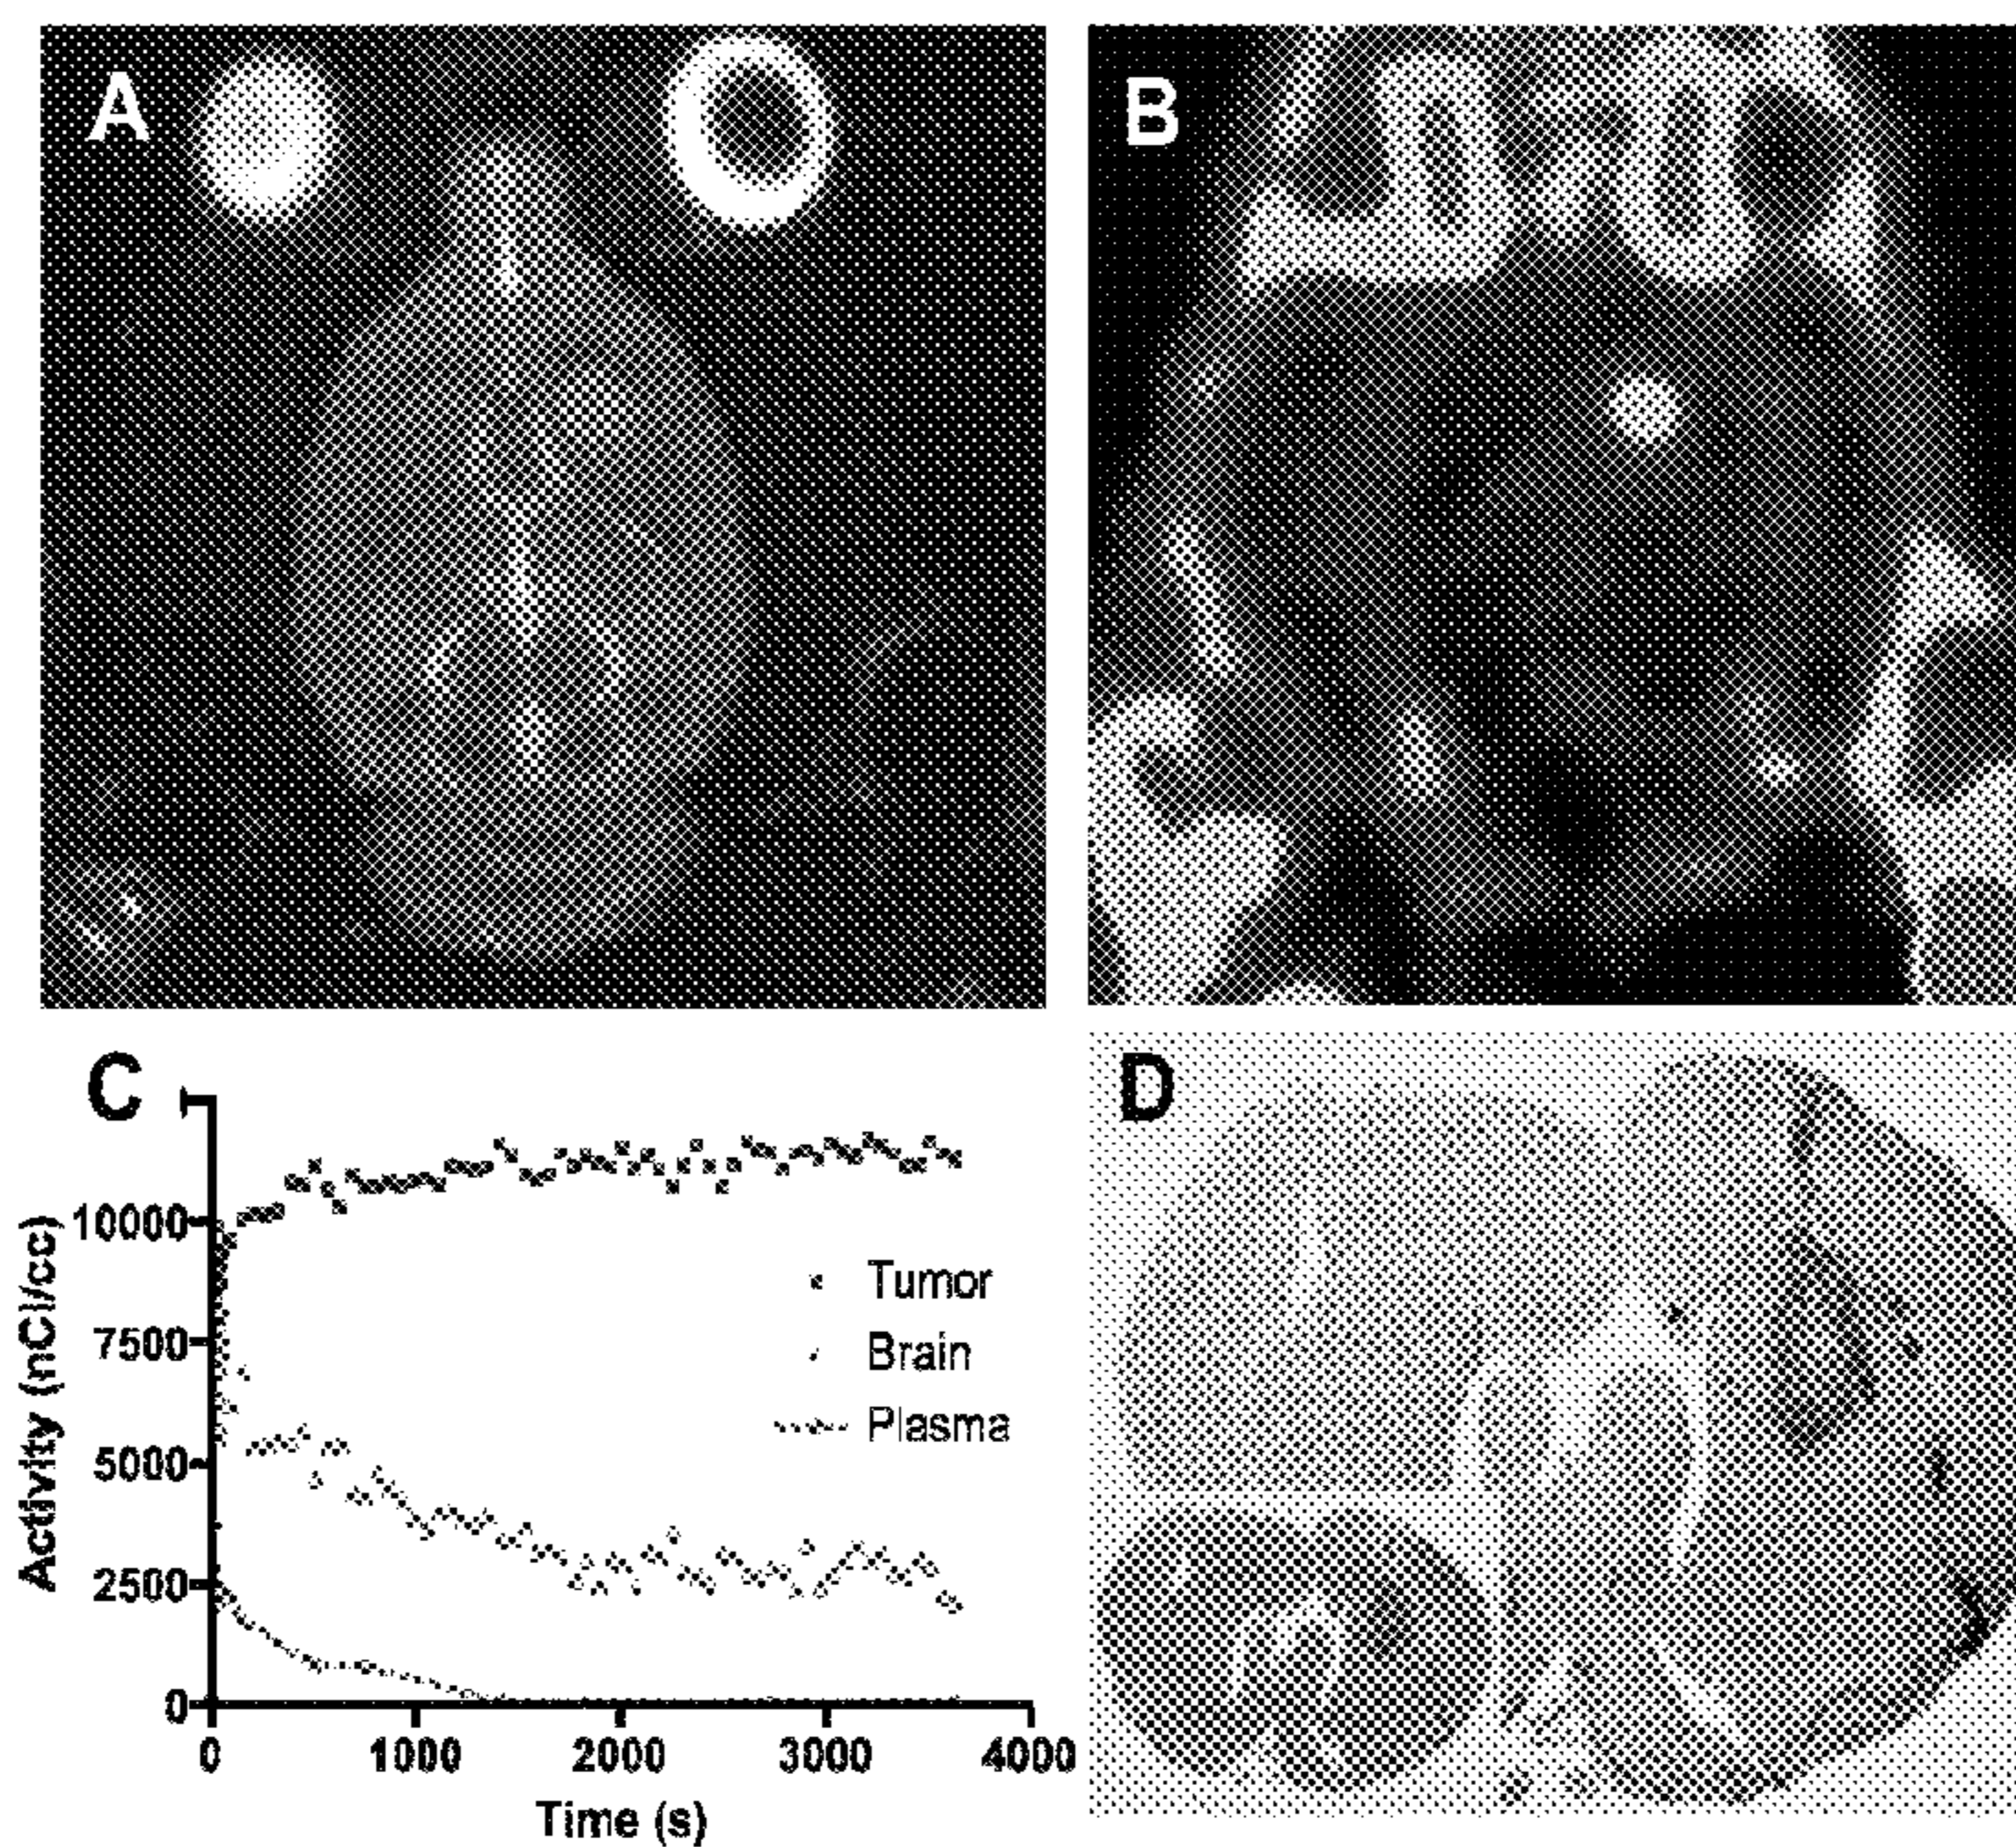 A
B
C
D
Activity (nCi/cc)
10000
7500
5000
2500
0
Tumor
Brain
Plasma
0 1000 2000 3000 4000
Time (s)